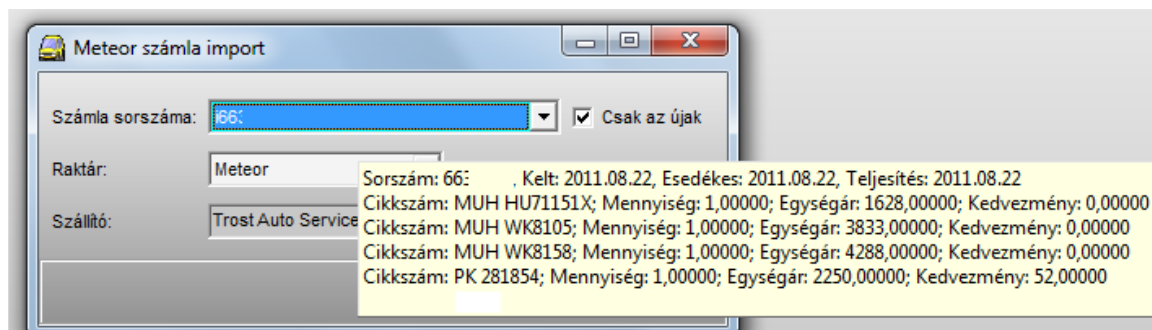 Meteor számla import
Számla sorszáma:
Csak az újak
Raktár: Meteor
Szállító: Trost Auto Service
Sorszám: 66 , Kelt: 2011.08.22, Esedékes: 2011.08.22, Teljesítés: 2011.08.22
Cikkszám: MUH HU71151X; Mennyiség: 1,00000; Egységár: 1628,00000; Kedvezmény: 0,00000
Cikkszám: MUH WK8105; Mennyiség: 1,00000; Egységár: 3833,00000; Kedvezmény: 0,00000
Cikkszám: MUH WK8158; Mennyiség: 1,00000; Egységár: 4288,00000; Kedvezmény: 0,00000
Cikkszám: PK 281854; Mennyiség: 1,00000; Egységár: 2250,00000; Kedvezmény: 52,00000